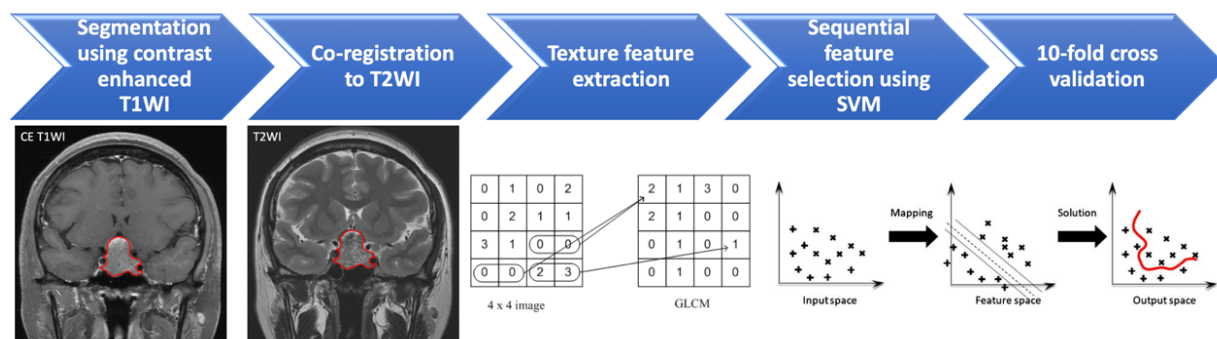 Segmentation
using contrast
enhanced
T1WI
Co-registration
to T2WI
Texture feature
extraction
Sequential
feature
selection using
SVM
10-fold cross
validation
CE T1WI
T2WI
0 1 0 2
0 2 1 1
3 1 0 0
0 0 2 3
4 x 4 image
2 1 3 0
2 1 0 0
0 1 0 1
0 1 0 0
GLCM
Input space
Mapping
Feature space
Solution
Output space